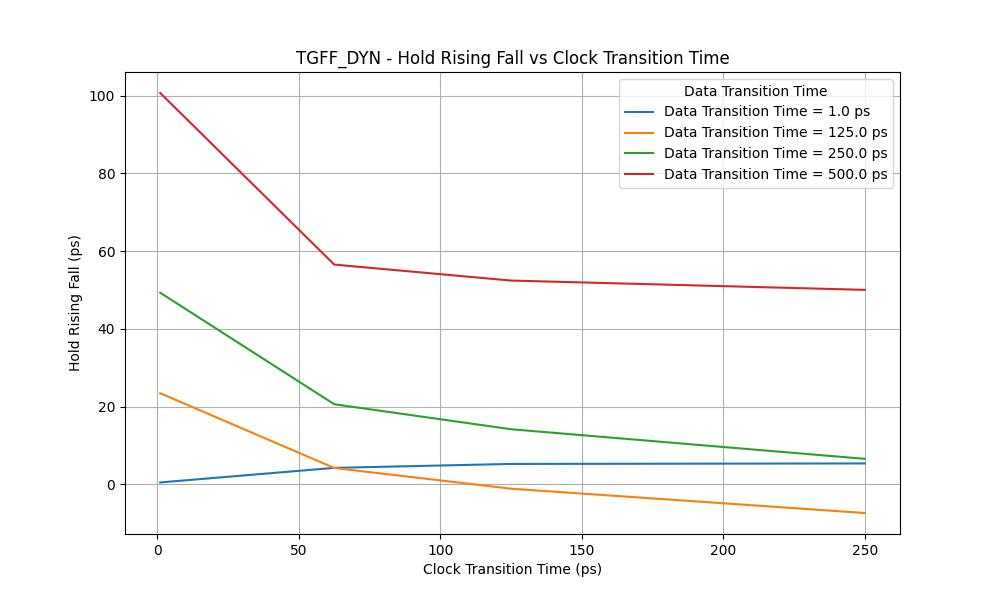 TGFF_DYN - Hold Rising Fall vs Clock Transition Time
Data Transition Time
Data Transition Time = 1.0 ps
Data Transition Time = 125.0 ps
Data Transition Time = 250.0 ps
Data Transition Time = 500.0 ps
Hold Rising Fall (ps)
100
80
60
40
20
0
0 50 100 150 200 250
Clock Transition Time (ps)